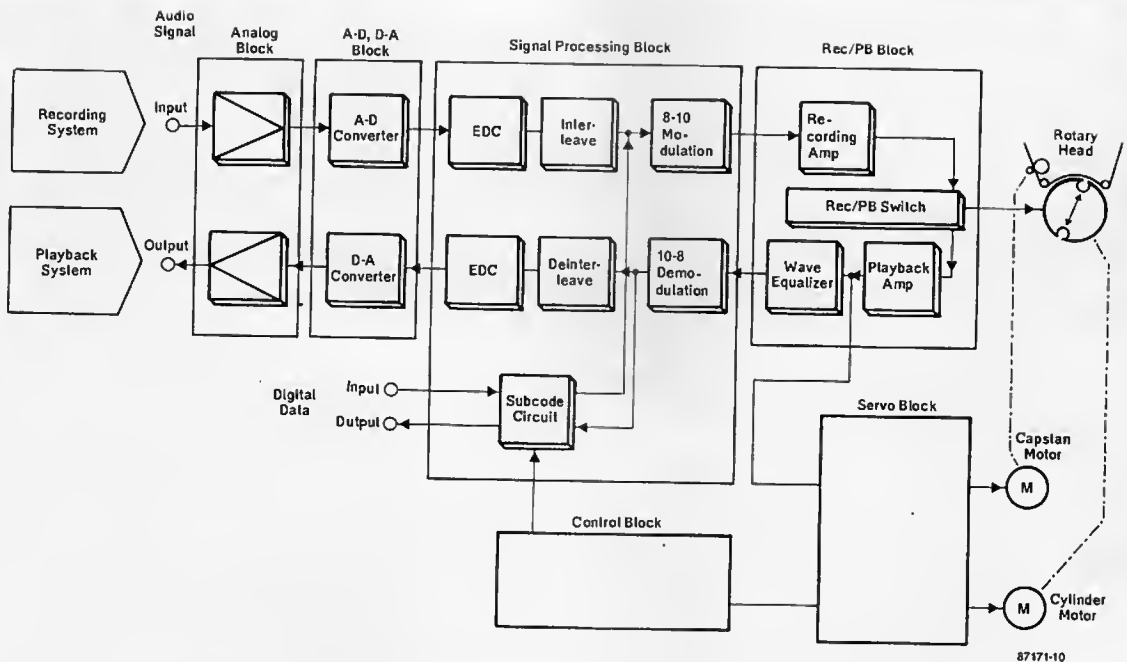 Audio
Signal
Analog
Block
A-D, D-A
Block
Signal Processing Block
Rec/PB Block
Recording
System
Input
A-D
Converter
EDC
Inter-
leave
8-10
Mo-
dulation
Re-
cording
Amp
Rotary
Head
Rec/PB Switch
Playback
System
Output
D-A
Converter
EDC
Deinter-
leave
10-8
Demo-
dulation
Wave
Equalizer
Playback
Amp
Digital
Data
Input
Output
Subcode
Circuit
Servo Block
Capstan
Motor
M
Control Block
M
Cylinder
Motor
87171-10